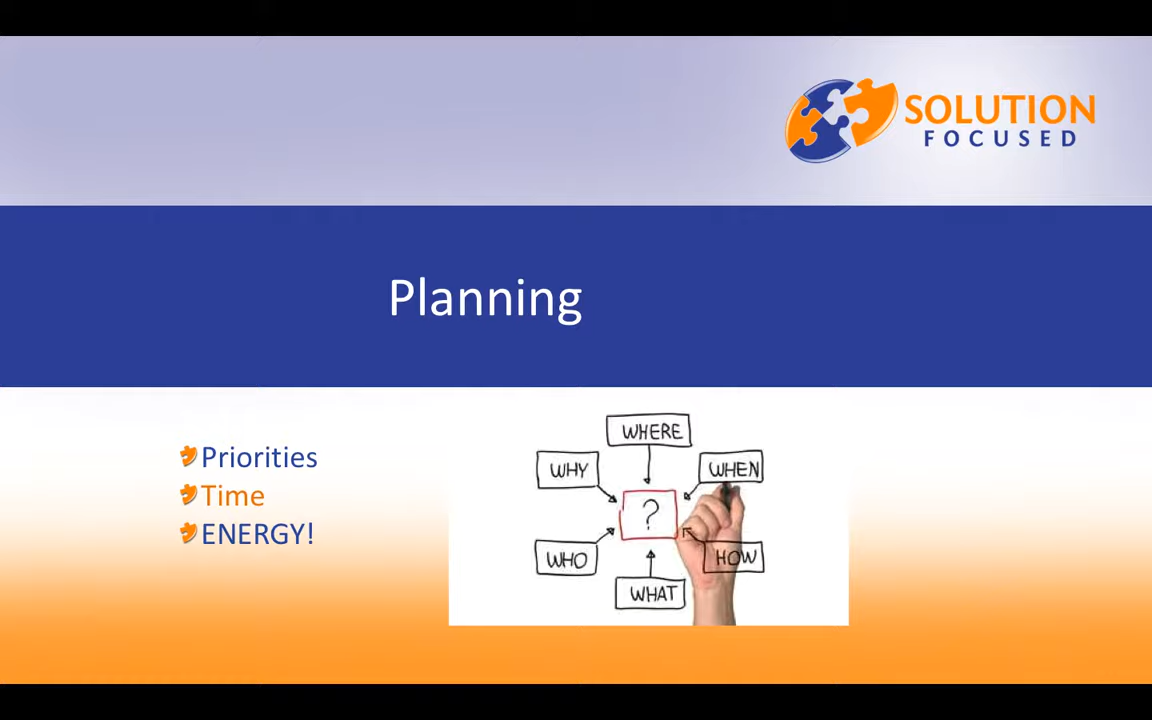 SOLUTION
FOCUSED
Planning
Priorities
Time
ENERGY!
WHERE
WHY
WHEN
?
WHO
HOW
WHAT